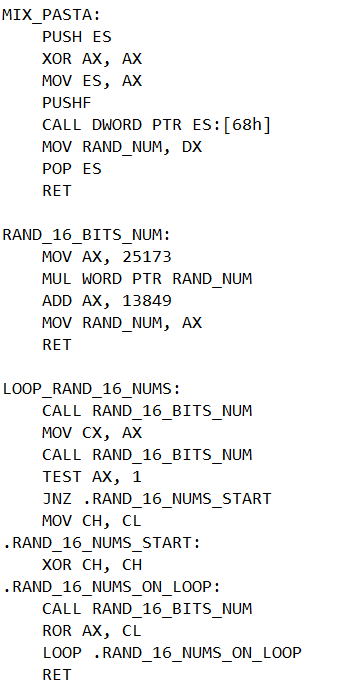 MIX_PASTA:
PUSH ES
XOR AX, AX
MOV ES, AX
PUSHF
CALL DWORD PTR ES:[68h]
MOV RAND_NUM, DX
POP ES
RET
RAND_16_BITS_NUM:
MOV AX, 25173
MUL WORD PTR RAND_NUM
ADD AX, 13849
MOV RAND_NUM, AX
RET
LOOP_RAND_16_NUMS:
CALL RAND_16_BITS_NUM
MOV CX, AX
CALL RAND_16_BITS_NUM
TEST AX, 1
JNZ .RAND_16_NUMS_START
MOV CH, CL
.RAND_16_NUMS_START:
XOR CH, CH
.RAND_16_NUMS_ON_LOOP:
CALL RAND_16_BITS_NUM
ROR AX, CL
LOOP .RAND_16_NUMS_ON_LOOP
RET